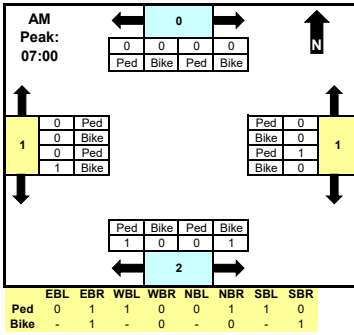 AM
Peak:
07:00
0
0 0 0 0
Ped Bike Ped Bike
N
1
0 Ped
0 Bike
0 Ped
1 Bike
Ped 0
Bike 0
Ped 1
Bike 0
1
Ped Bike Ped Bike
1 0 0 1
2
EBL EBR WBL WBR NBL NBR SBL SBR
Ped 0 1 1 0 0 1 1 0
Bike - 1 - 0 - 0 - 1